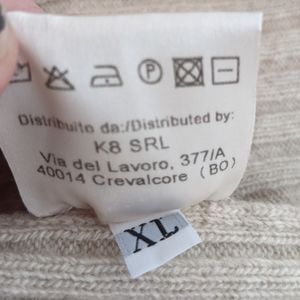 Distribuito da:/Distributed by:
K8 SRL
Via del Lavoro, 377/A
40014 Crevalcore (BO)
XL